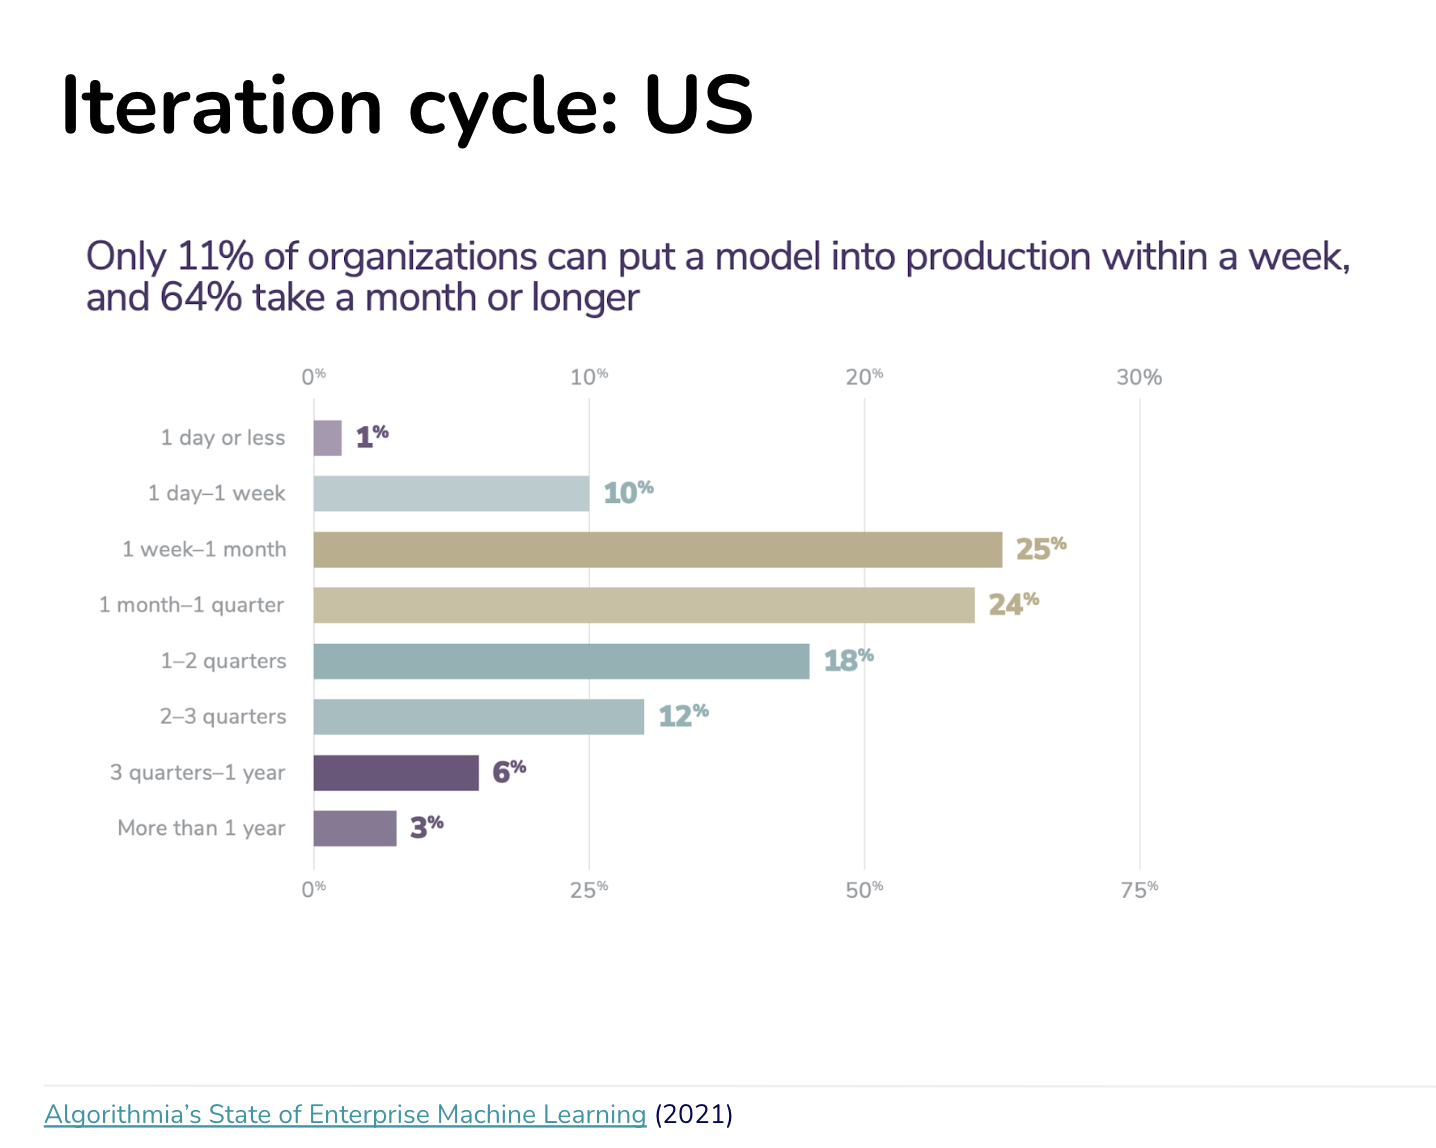 Iteration cycle: US
Only 11% of organizations can put a model into production within a week,
and 64% take a month or longer
0% 10% 20% 30%
1 day or less 1%
1 day–1 week 10%
1 week–1 month 25%
1 month–1 quarter 24%
1–2 quarters 18%
2–3 quarters 12%
3 quarters–1 year 6%
More than 1 year 3%
0% 25% 50% 75%
Algorithmia’s State of Enterprise Machine Learning (2021)